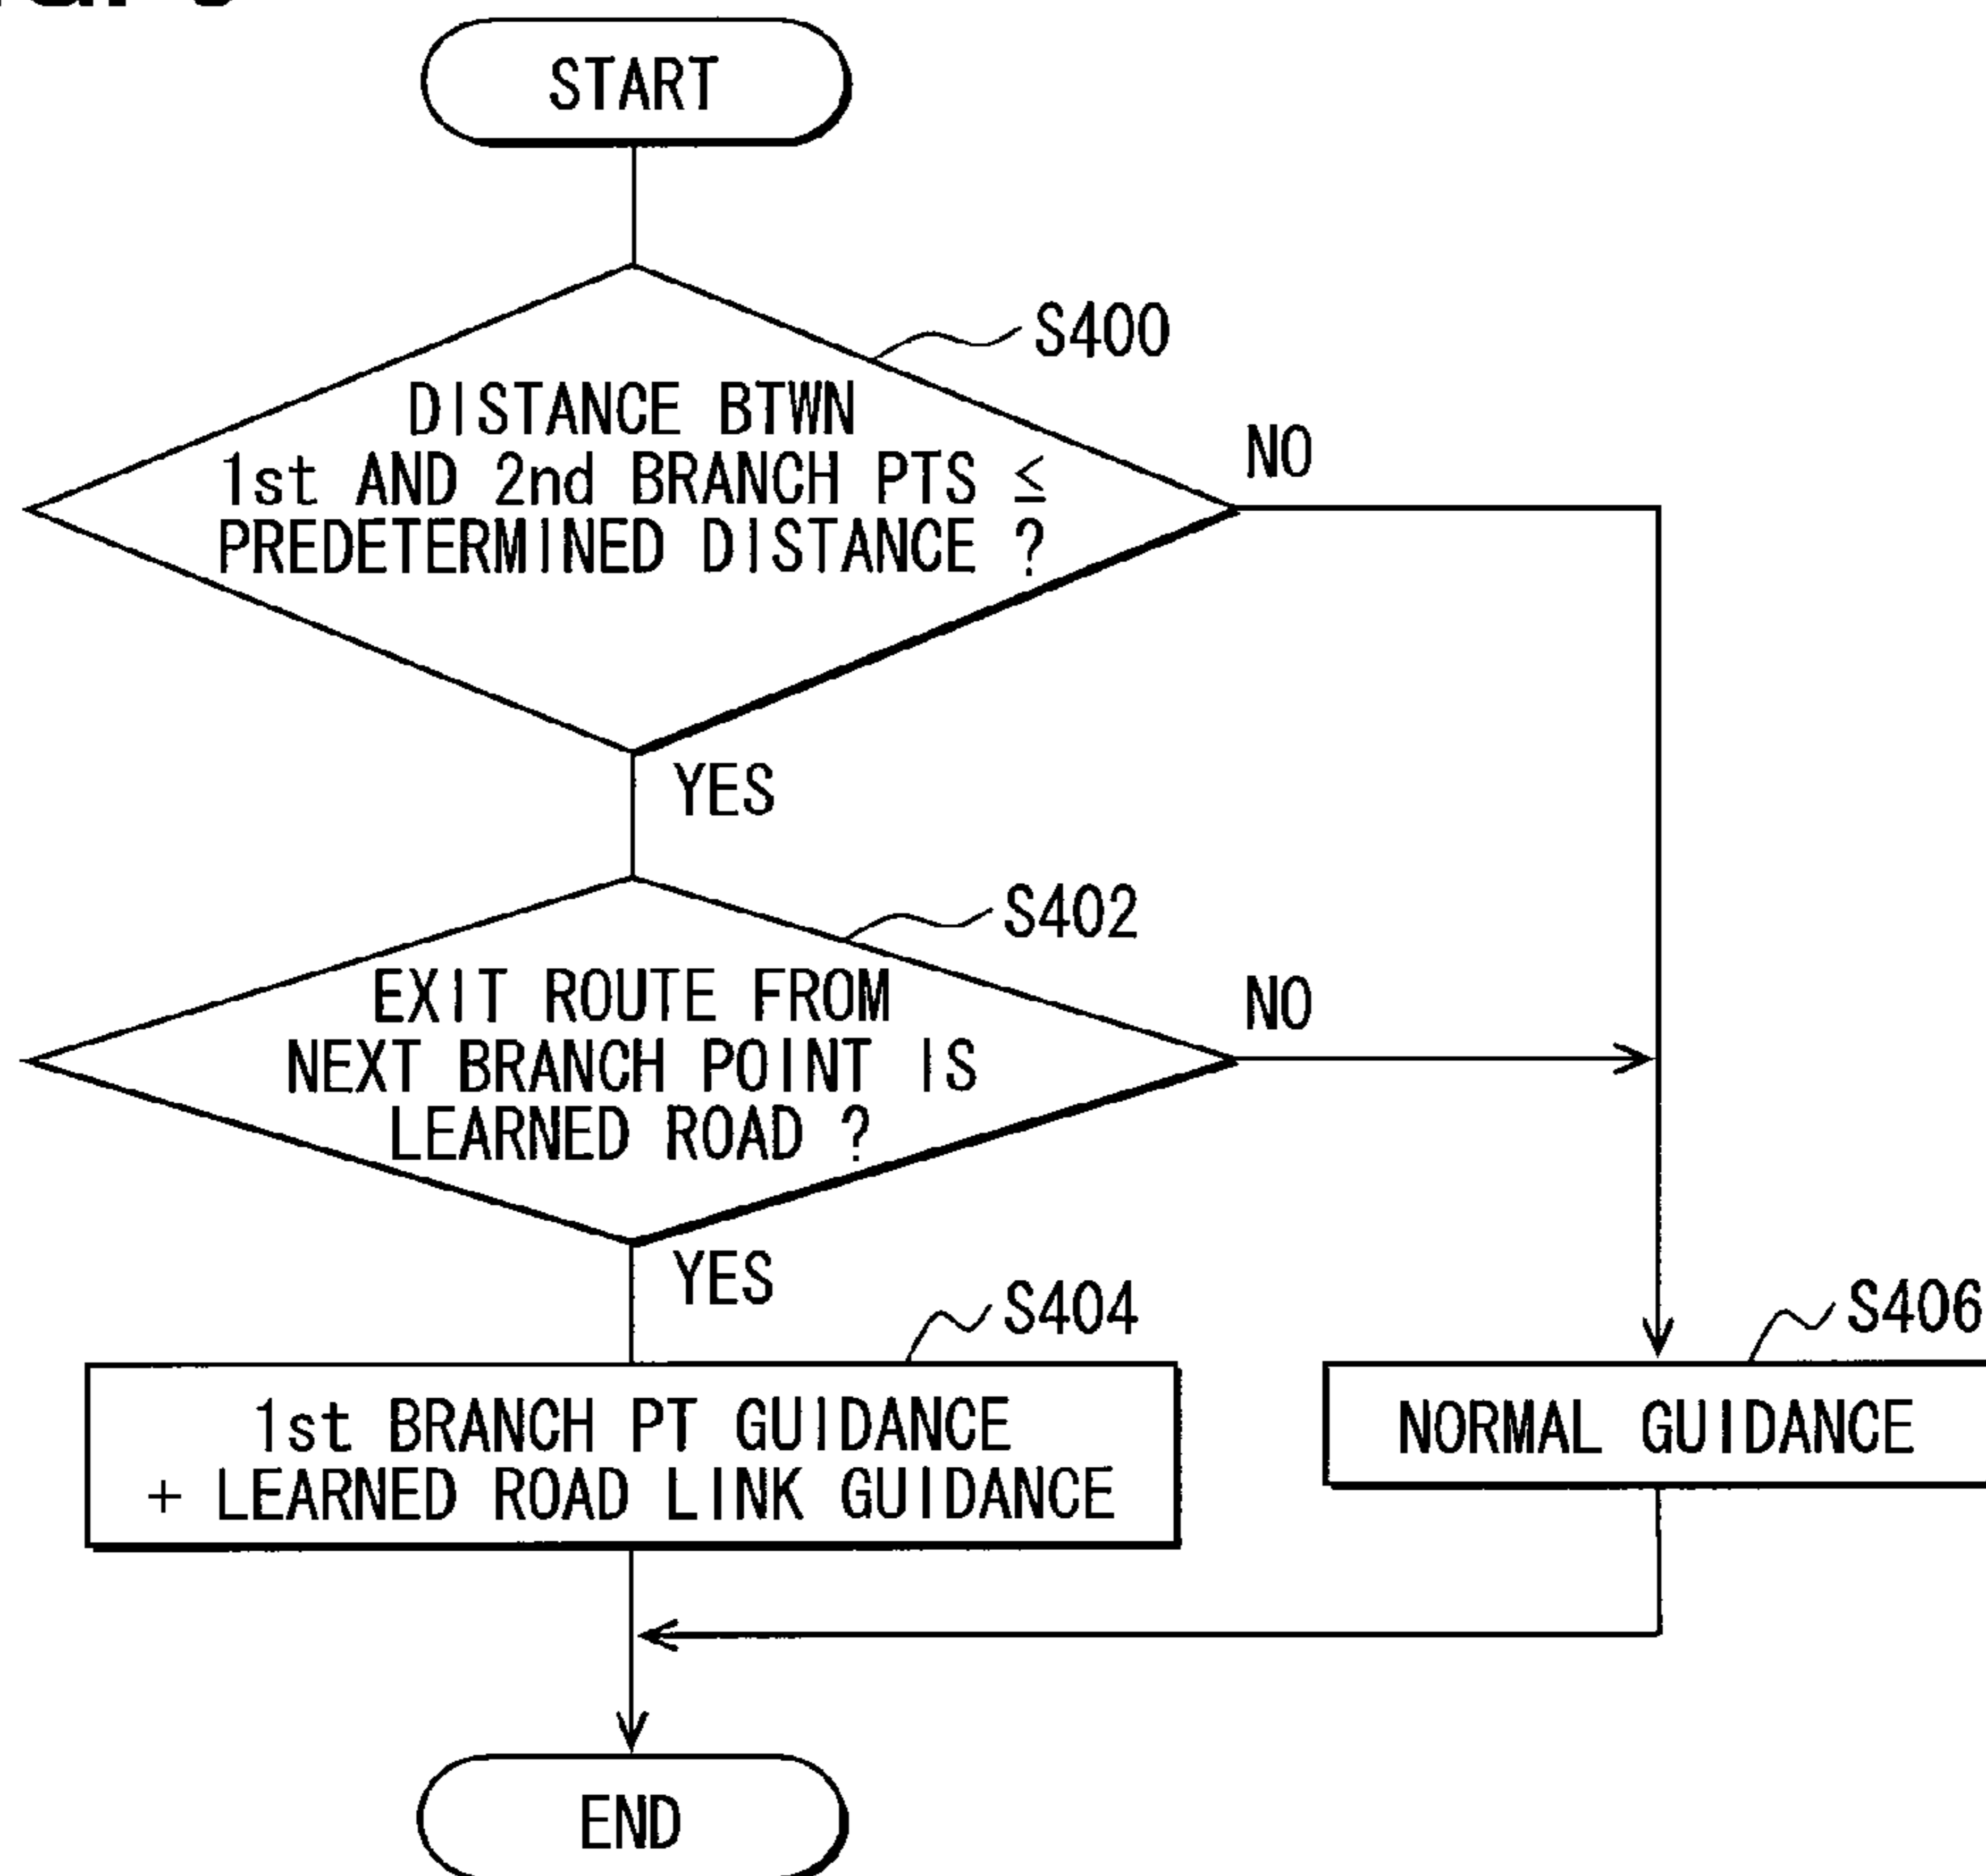 START
S400
DISTANCE BTWN
1st AND 2nd BRANCH PTS ≤
PREDETERMINED DISTANCE ?
NO
YES
S402
EXIT ROUTE FROM
NEXT BRANCH POINT IS
LEARNED ROAD ?
NO
YES
S404
S406
1st BRANCH PT GUIDANCE
+ LEARNED ROAD LINK GUIDANCE
NORMAL GUIDANCE
END